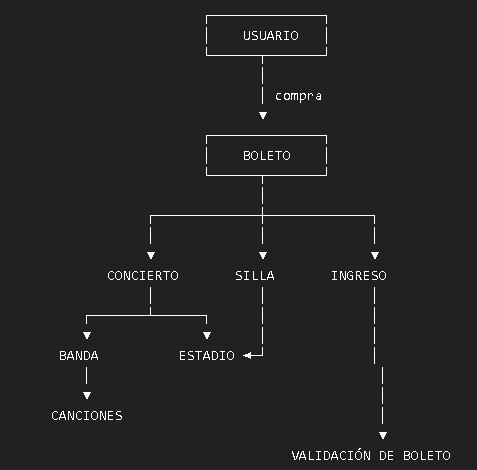 USUARIO
compra
BOLETO
CONCIERTO SILLA INGRESO
BANDA ESTADIO
CANCIONES
VALIDACIÓN DE BOLETO